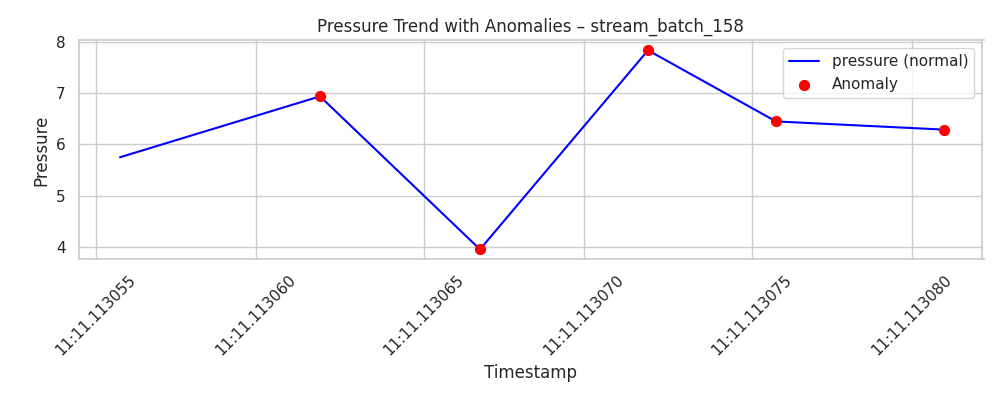 Pressure Trend with Anomalies – stream_batch_158
pressure (normal)
Anomaly
Pressure
8
7
6
5
4
11:11.113055
11:11.113060
11:11.113065
11:11.113070
11:11.113075
11:11.113080
Timestamp